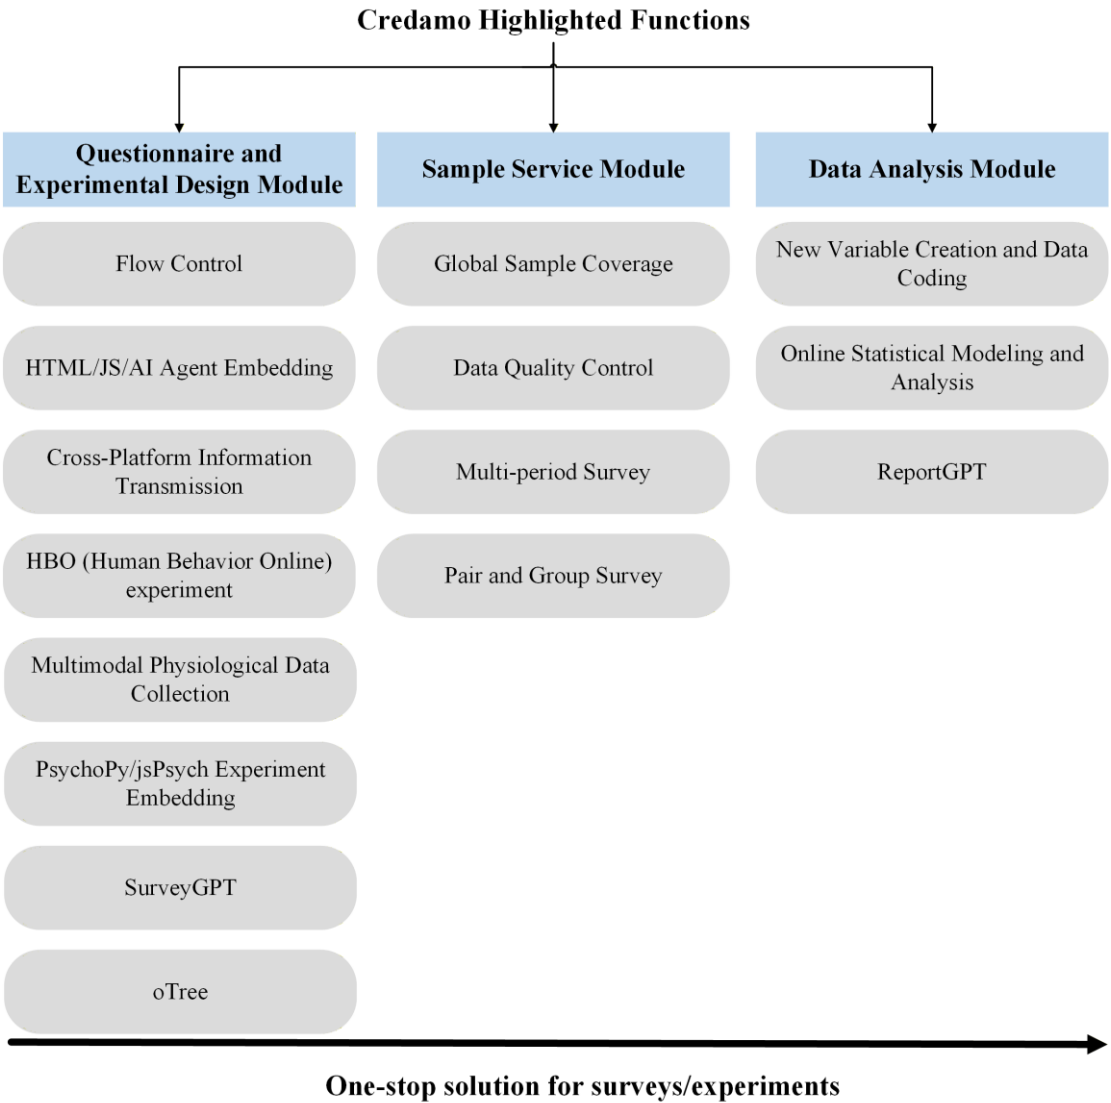 Credamo Highlighted Functions
Questionnaire and
Experimental Design Module
Flow Control
HTML/JS/AI Agent Embedding
Cross-Platform Information
Transmission
HBO (Human Behavior Online)
experiment
Multimodal Physiological Data
Collection
PsychoPy/jsPsych Experiment
Embedding
SurveyGPT
oTree
Sample Service Module
Global Sample Coverage
Data Quality Control
Multi-period Survey
Pair and Group Survey
Data Analysis Module
New Variable Creation and Data
Coding
Online Statistical Modeling and
Analysis
ReportGPT
One-stop solution for surveys/experiments